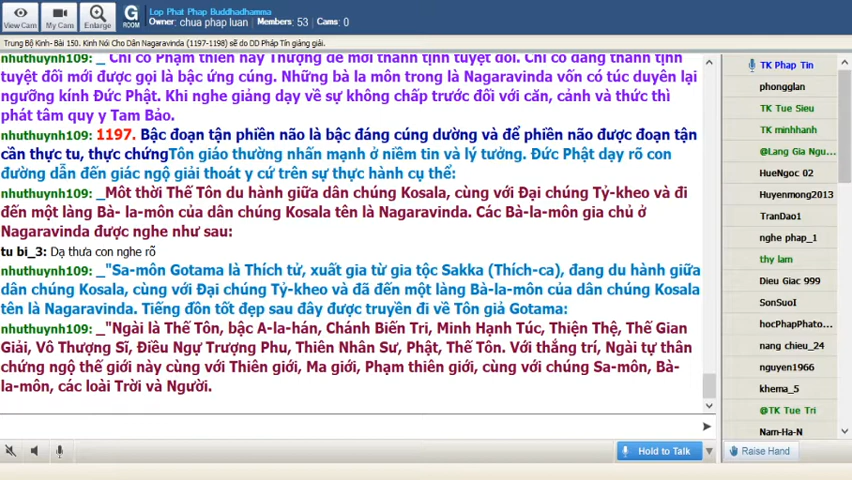 Lop Phat Phap Buddhadhamma
View Cam
My Cam
Enlarge
G
ROOM
Owner: chua phap luan
Members: 53
Cams: 0
Trung Bộ Kinh- Bài 150. Kinh Nói Cho Dân Nagaravinda (1197-1198) sẽ do DD Pháp Tín giảng giải.
nhuthuynh109: _Chỉ có Phạm thiên hay Thượng đế mới thanh tịnh tuyệt đối. Chỉ có đấng thanh tịnh
tuyệt đối mới được gọi là bậc ứng cúng. Những bà la môn trong là Nagaravinda vốn có túc duyên lại
ngưỡng kính Đức Phật. Khi nghe giảng dạy về sự không chấp trước đối với căn, cảnh và thức thì
phát tâm quy y Tam Bảo.
nhuthuynh109: 1197. Bậc đoạn tận phiền não là bậc đáng cúng dường và để phiền não được đoạn tận
cần thực tu, thực chứngTôn giáo thường nhấn mạnh ở niềm tin và lý tưởng. Đức Phật dạy rõ con
đường dẫn đến giác ngộ giải thoát y cứ trên sự thực hành cụ thể:
nhuthuynh109: _Môt thời Thế Tôn du hành giữa dân chúng Kosala, cùng với Đại chúng Tỷ-kheo và đi
đến một làng Bà- la-môn của dân chúng Kosala tên là Nagaravinda. Các Bà-la-môn gia chủ ở
Nagaravinda được nghe như sau:
tu bi_3: Dạ thưa con nghe rõ
nhuthuynh109: _"Sa-môn Gotama là Thích tử, xuất gia từ gia tộc Sakka (Thích-ca), đang du hành giữa
dân chúng Kosala, cùng với Đại chúng Tỷ-kheo và đã đến một làng Bà-la-môn của dân chúng Kosala
tên là Nagaravinda. Tiếng đồn tốt đẹp sau đây được truyền đi về Tôn giả Gotama:
nhuthuynh109: _"Ngài là Thế Tôn, bậc A-la-hán, Chánh Biến Tri, Minh Hạnh Túc, Thiện Thệ, Thế Gian
Giải, Vô Thượng Sĩ, Điều Ngự Trượng Phu, Thiên Nhân Sư, Phật, Thế Tôn. Với thắng trí, Ngài tự thân
chứng ngộ thế giới này cùng với Thiên giới, Ma giới, Phạm thiên giới, cùng với chúng Sa-môn, Bà-
la-môn, các loài Trời và Người.
TK Phap Tin
phongglan
TK Tue Sieu
TK minhhanh
@Lang Gia Ngu...
HueNgoc 02
Huyenmong2013
TranDao1
nghe phap_1
thy lam
Dieu Giac 999
SonSuoI
hocPhapPhato...
nang chieu_24
nguyen1966
khema_5
@TK Tue Tri
Nam-Ha-N
Hold to Talk
Raise Hand